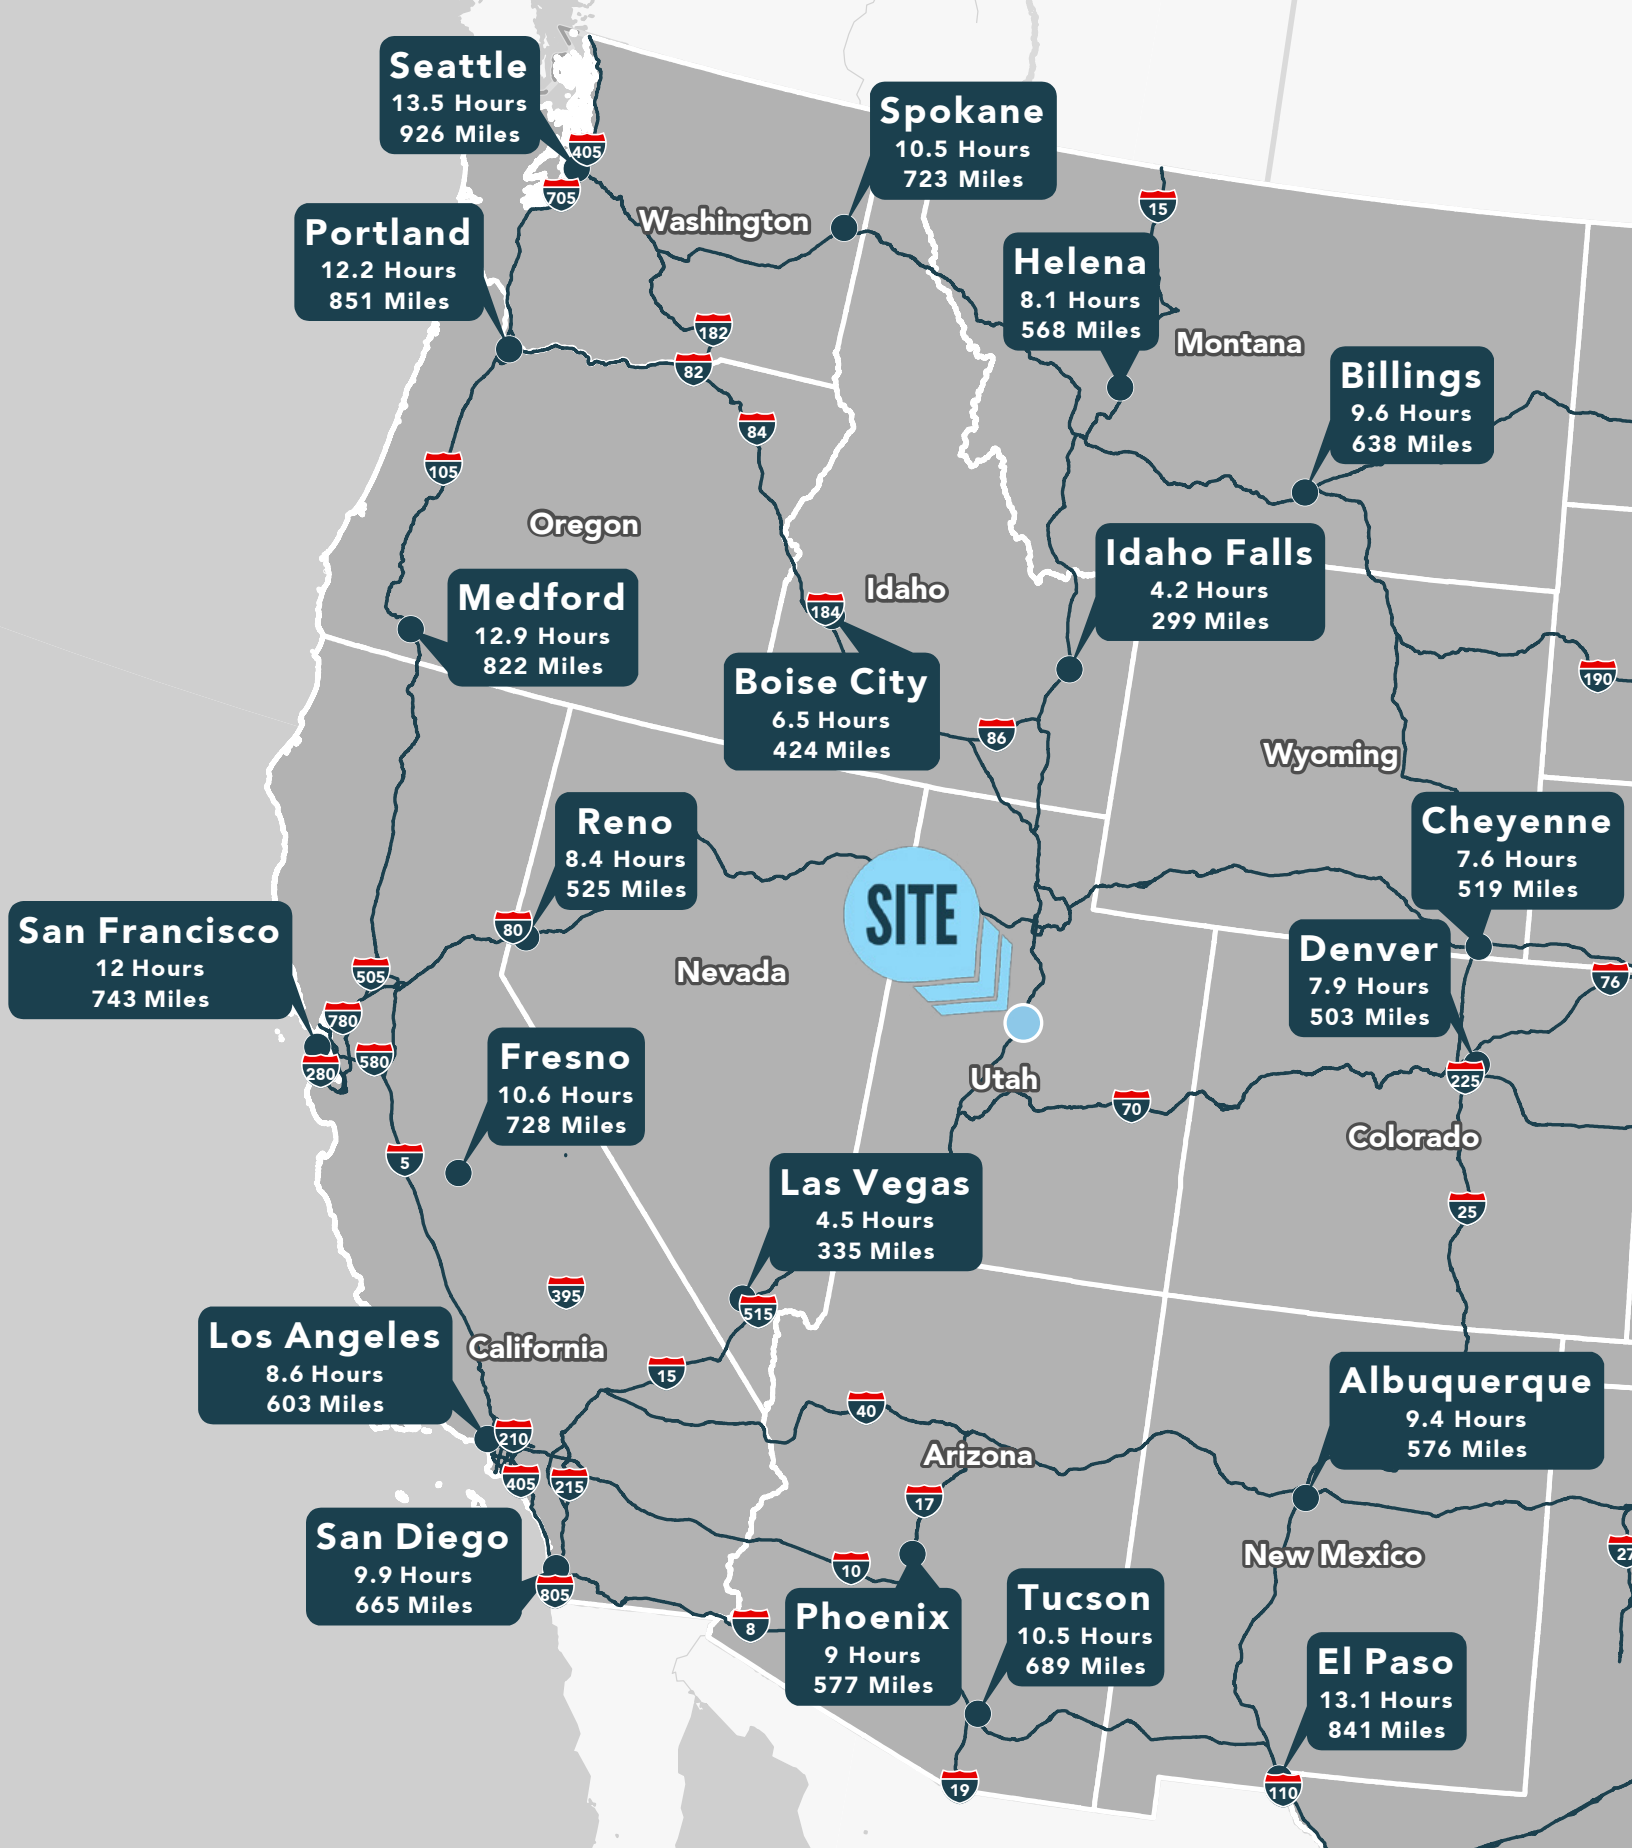 Seattle
13.5 Hours
926 Miles
Spokane
10.5 Hours
723 Miles
405
705
15
Washington
Portland
12.2 Hours
851 Miles
Helena
8.1 Hours
568 Miles
182
82
Montana
Billings
9.6 Hours
638 Miles
84
105
Oregon
Idaho Falls
4.2 Hours
299 Miles
Idaho
184
Medford
12.9 Hours
822 Miles
Boise City
6.5 Hours
424 Miles
190
86
Wyoming
Reno
8.4 Hours
525 Miles
Cheyenne
7.6 Hours
519 Miles
SITE
80
San Francisco
12 Hours
743 Miles
Denver
7.9 Hours
503 Miles
505
Nevada
76
780
580
280
Fresno
10.6 Hours
728 Miles
Utah
225
70
Colorado
5
Las Vegas
4.5 Hours
335 Miles
25
395
515
Los Angeles
8.6 Hours
603 Miles
California
15
Albuquerque
9.4 Hours
576 Miles
40
210
Arizona
405
215
17
San Diego
9.9 Hours
665 Miles
New Mexico
27
10
805
Phoenix
9 Hours
577 Miles
Tucson
10.5 Hours
689 Miles
8
El Paso
13.1 Hours
841 Miles
19
110